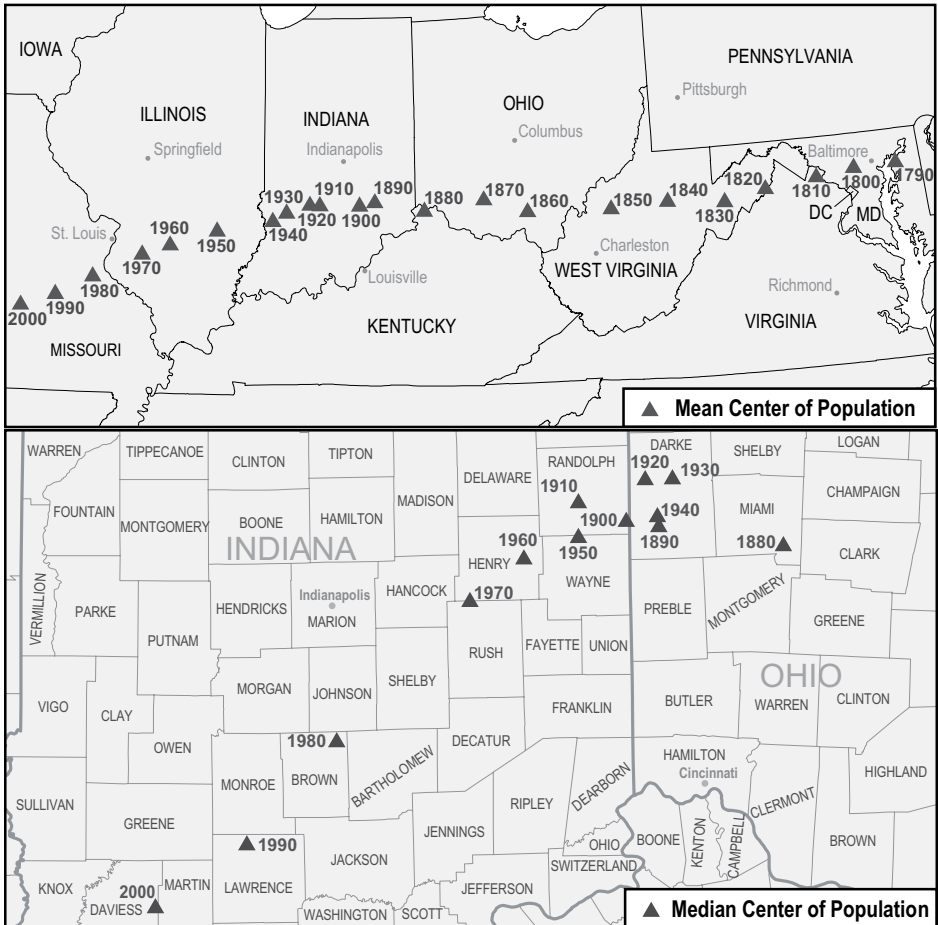 IOWA
PENNSYLVANIA
Pittsburgh
ILLINOIS
INDIANA
OHIO
Columbus
Springfield
Indianapolis
Baltimore
1930
1910
1890
1880
1870
1860
1850
1840
1820
1810
1800
1790
1940
1920
1900
1830
DC
MD
St. Louis
1960
1950
1970
1980
1990
2000
Charleston
WEST VIRGINIA
Louisville
Richmond
KENTUCKY
VIRGINIA
MISSOURI
Mean Center of Population
WARREN
TIPPECANOE
CLINTON
TIPTON
DELAWARE
RANDOLPH
DARKE
SHELBY
LOGAN
1920
1930
FOUNTAIN
MONTGOMERY
BOONE
HAMILTON
MADISON
1910
1900
1940
MIAMI
CHAMPAIGN
INDIANA
1960
1950
1890
1880
CLARK
HENRY
VERMILLION
PARKE
PUTNAM
HENDRICKS
Indianapolis
MARION
HANCOCK
1970
WAYNE
PREBLE
MONTGOMERY
GREENE
RUSH
FAYETTE
UNION
VIGO
CLAY
MORGAN
JOHNSON
SHELBY
FRANKLIN
BUTLER
OHIO
WARREN
CLINTON
OWEN
1980
DECATUR
MONROE
BROWN
BARTHOLOMEW
DEARBORN
HAMILTON
Cincinnati
HIGHLAND
SULLIVAN
GREENE
RIPLEY
CLERMONT
JENNINGS
OHIO
BOONE
KENTON
CAMPBELL
BROWN
1990
JACKSON
SWITZERLAND
KNOX
2000
DAVIESS
MARTIN
LAWRENCE
JEFFERSON
WASHINGTON
SCOTT
Median Center of Population